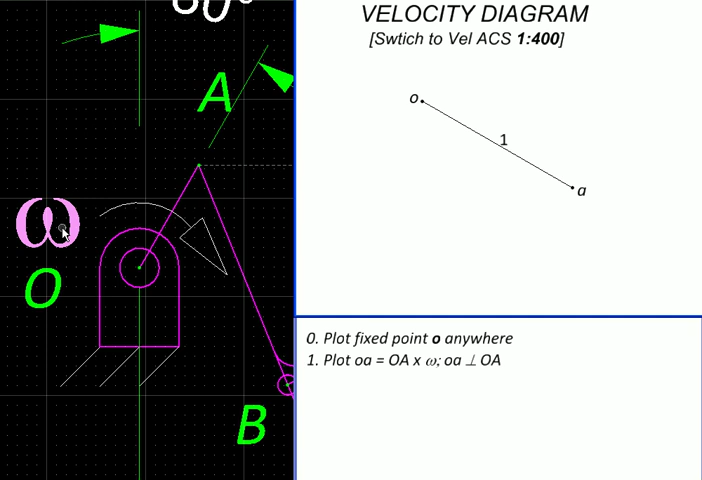 A
ω
O
B
VELOCITY DIAGRAM
[Swtich to Vel ACS 1:400]
o
1
a
0. Plot fixed point o anywhere
1. Plot oa = OA x ω; oa ⊥ OA